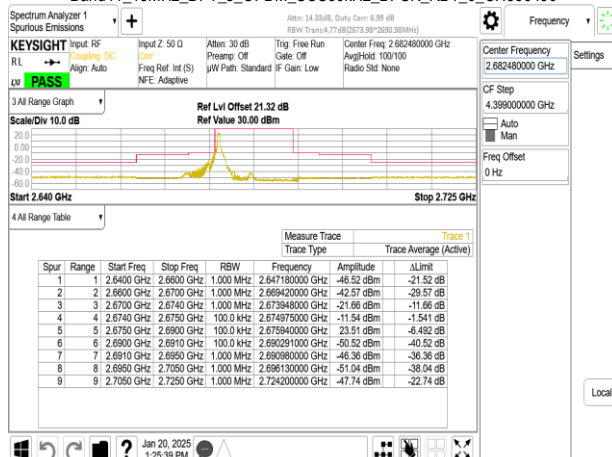 Spectrum Analyzer 1
Spurious Emissions
Attn: 14.33dB, Duty Corr: 6.99 dB
RBW Trans:4.77dB(2673.98~2690.98MHz)
Frequency
Settings
KEYSIGHT
RL
PASS
Input: RF
Coupling: DC
Align: Auto
Input Z: 50 Ω
Corr
Freq Ref: Int (S)
NFE: Adaptive
Atten: 30 dB
Preamp: Off
µW Path: Standard
Trig: Free Run
Gate: Off
IF Gain: Low
Center Freq: 2.682480000 GHz
Avg|Hold: 100/100
Radio Std: None
Center Frequency
2.682480000 GHz
CF Step
4.399000000 GHz
Auto
Man
Freq Offset
0 Hz
3 All Range Graph
Scale/Div 10.0 dB
Ref Lvl Offset 21.32 dB
Ref Value 30.00 dBm
20.0
0.00
-20.0
-40.0
-60.0
Start 2.640 GHz
Stop 2.725 GHz
4 All Range Table
Measure Trace Trace 1
Trace Type Trace Average (Active)
Spur Range Start Freq Stop Freq RBW Frequency Amplitude ΔLimit
1 1 2.6400 GHz 2.6600 GHz 1.000 MHz 2.647180000 GHz -46.52 dBm -21.52 dB
2 2 2.6600 GHz 2.6700 GHz 1.000 MHz 2.669420000 GHz -42.57 dBm -29.57 dB
3 3 2.6700 GHz 2.6740 GHz 1.000 MHz 2.673948000 GHz -21.66 dBm -11.66 dB
4 4 2.6740 GHz 2.6750 GHz 100.0 kHz 2.674975000 GHz -11.54 dBm -1.541 dB
5 5 2.6750 GHz 2.6900 GHz 100.0 kHz 2.675940000 GHz 23.51 dBm -6.492 dB
6 6 2.6900 GHz 2.6910 GHz 100.0 kHz 2.690291000 GHz -50.52 dBm -40.52 dB
7 7 2.6910 GHz 2.6950 GHz 1.000 MHz 2.690980000 GHz -46.36 dBm -36.36 dB
8 8 2.6950 GHz 2.7050 GHz 1.000 MHz 2.696130000 GHz -51.04 dBm -38.04 dB
9 9 2.7050 GHz 2.7250 GHz 1.000 MHz 2.724200000 GHz -47.74 dBm -22.74 dB
Local
Jan 20, 2025
1:25:39 PM